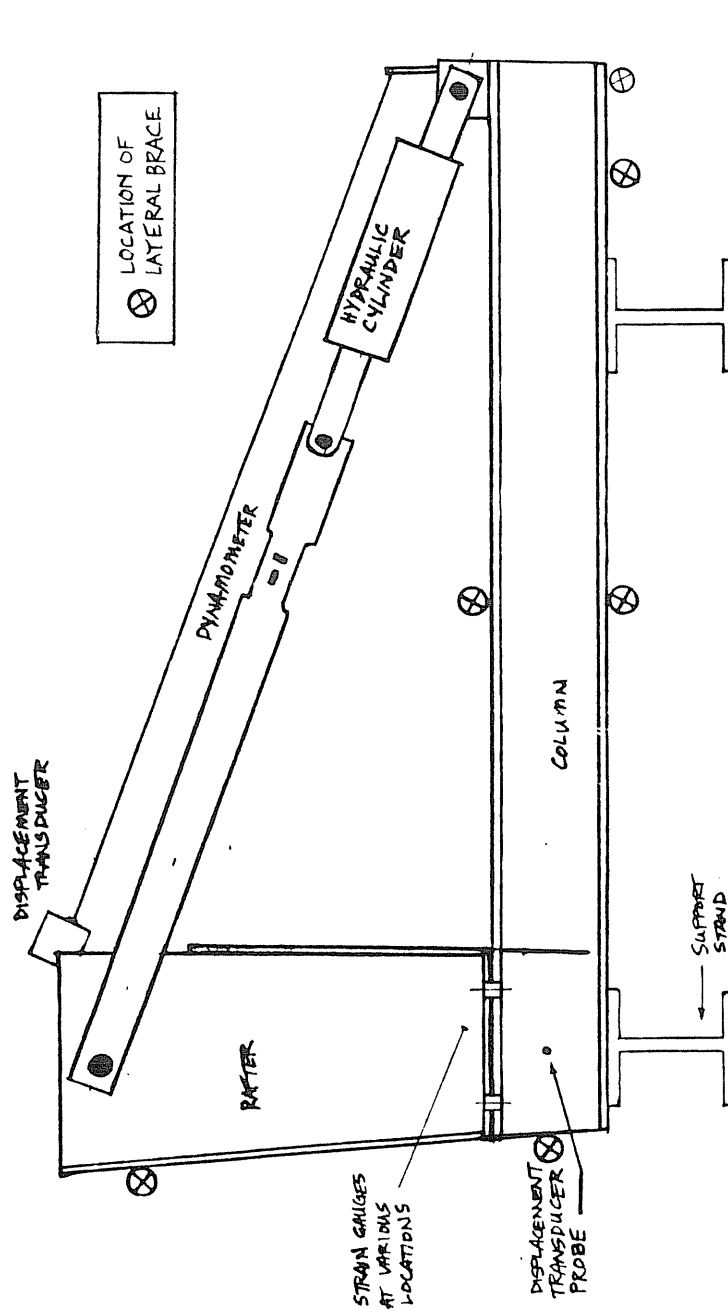 LOCATION OF
LATERAL BRACE
HYDRAULIC
CYLINDER
DYNAMOMETER
DISPLACEMENT
TRANSDUCER
COLUMN
SUPPORT
STAND
RAFTER
STRAIN GAUGES
AT VARIOUS
LOCATIONS
DISPLACEMENT
TRANSDUCER
PROBE